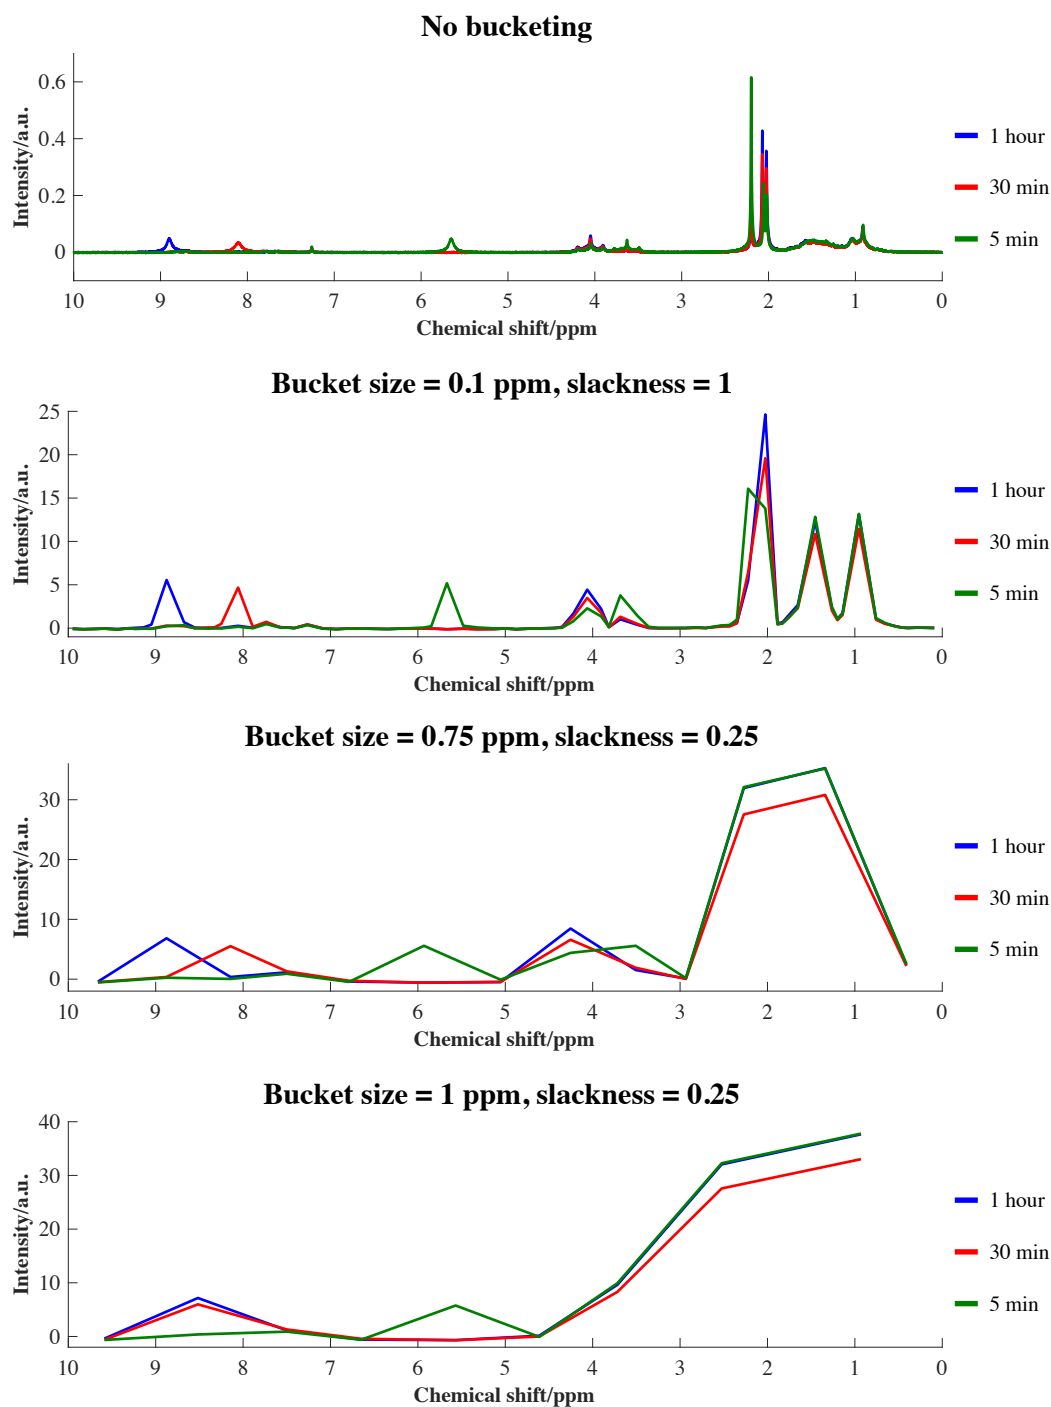 No bucketing
0.6
0.4
0.2
0
Intensity/a.u.
10 9 8 7 6 5 4 3 2 1 0
Chemical shift/ppm
1 hour
30 min
5 min
Bucket size = 0.1 ppm, slackness = 1
25
20
15
10
5
0
Intensity/a.u.
10 9 8 7 6 5 4 3 2 1 0
Chemical shift/ppm
1 hour
30 min
5 min
Bucket size = 0.75 ppm, slackness = 0.25
30
20
10
0
Intensity/a.u.
10 9 8 7 6 5 4 3 2 1 0
Chemical shift/ppm
1 hour
30 min
5 min
Bucket size = 1 ppm, slackness = 0.25
40
30
20
10
0
Intensity/a.u.
10 9 8 7 6 5 4 3 2 1 0
Chemical shift/ppm
1 hour
30 min
5 min